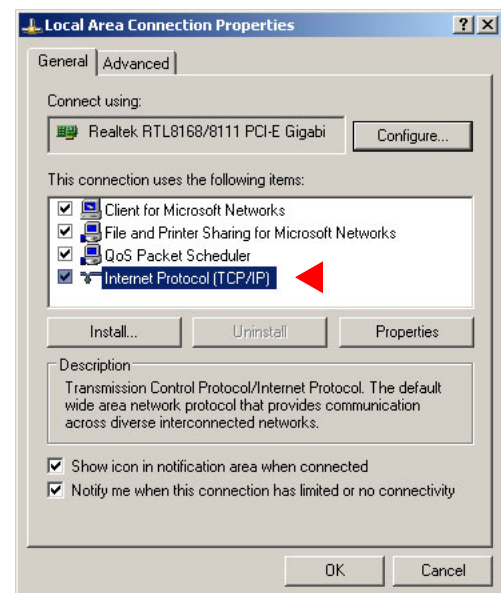 Local Area Connection Properties
General
Advanced
Connect using:
Realtek RTL8168/8111 PCI-E Gigabi
Configure...
This connection uses the following items:
Client for Microsoft Networks
File and Printer Sharing for Microsoft Networks
QoS Packet Scheduler
Internet Protocol (TCP/IP)
Install...
Uninstall
Properties
Description
Transmission Control Protocol/Internet Protocol. The default
wide area network protocol that provides communication
across diverse interconnected networks.
Show icon in notification area when connected
Notify me when this connection has limited or no connectivity
OK
Cancel